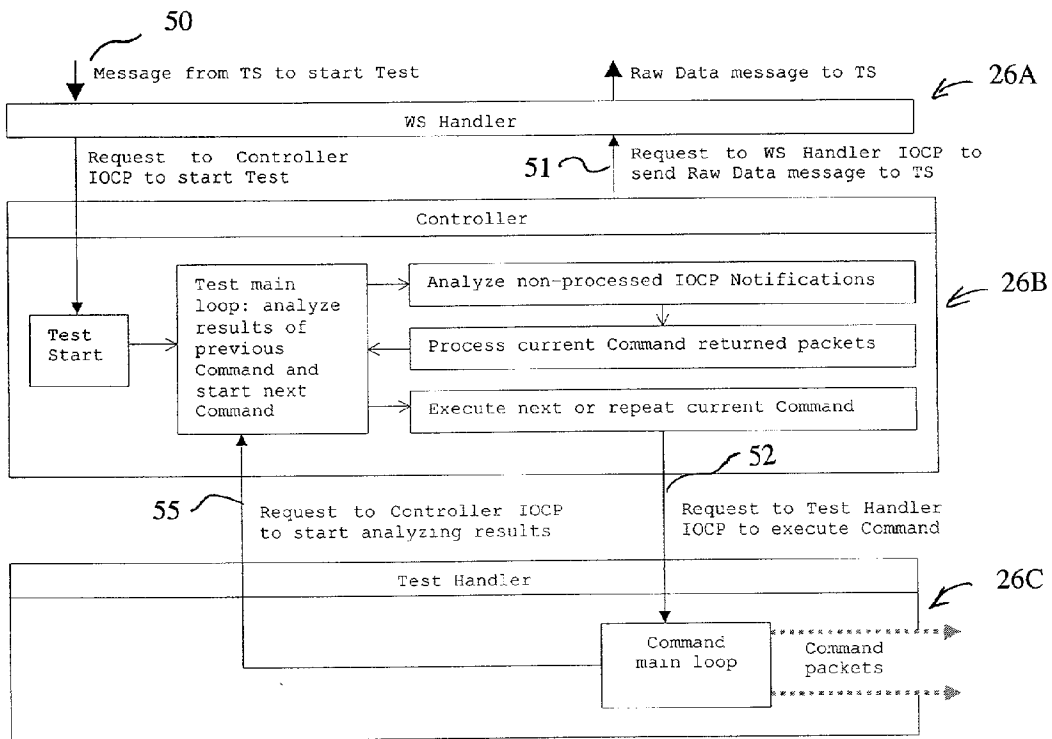 50
Message from TS to start Test
Raw Data message to TS
26A
WS Handler
Request to Controller
IOCP to start Test
51
Request to WS Handler IOCP to
send Raw Data message to TS
Controller
Test main
loop: analyze
results of
previous
Command and
start next
Command
Analyze non-processed IOCP Notifications
26B
Test
Start
Process current Command returned packets
Execute next or repeat current Command
52
55
Request to Controller IOCP
to start analyzing results
Request to Test Handler
IOCP to execute Command
Test Handler
26C
Command
main loop
Command
packets